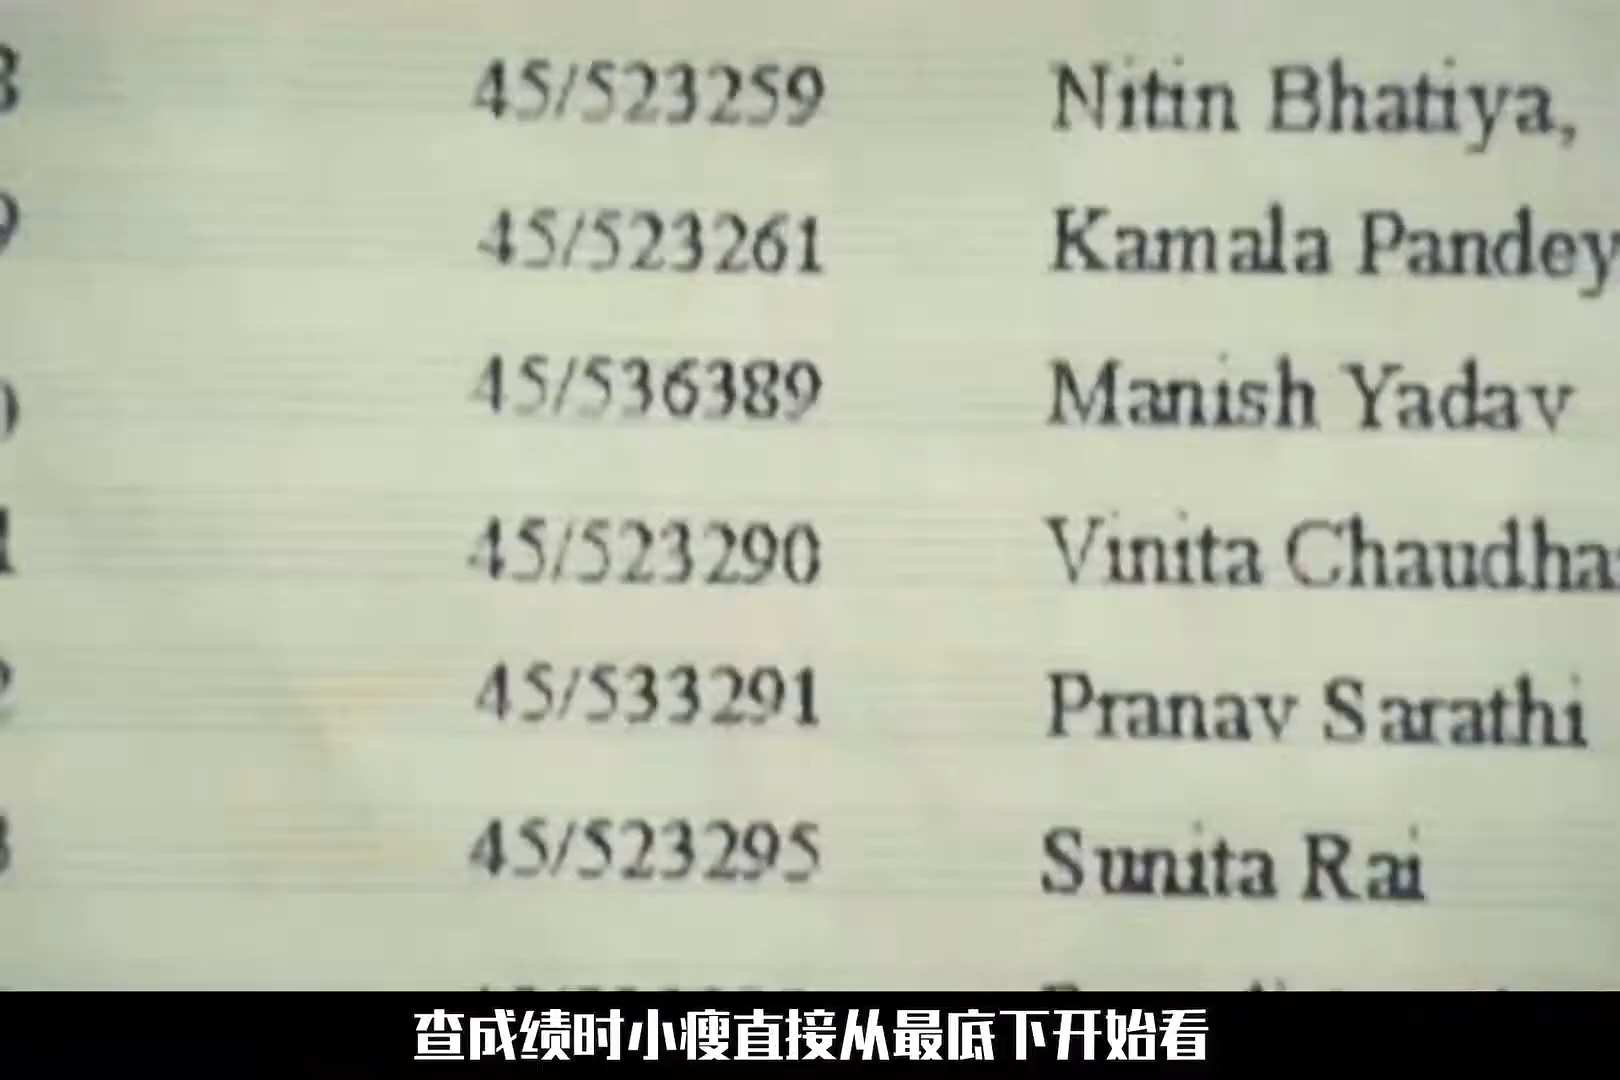 45/523259 Nitin Bhatiya,
45/523261 Kamala Pandey
45/536389 Manish Yadav
45/523290 Vinita Chaudha
45/533291 Pranav Sarathi
45/523295 Sunita Rai
查成绩时小瘦直接从最底下开始看